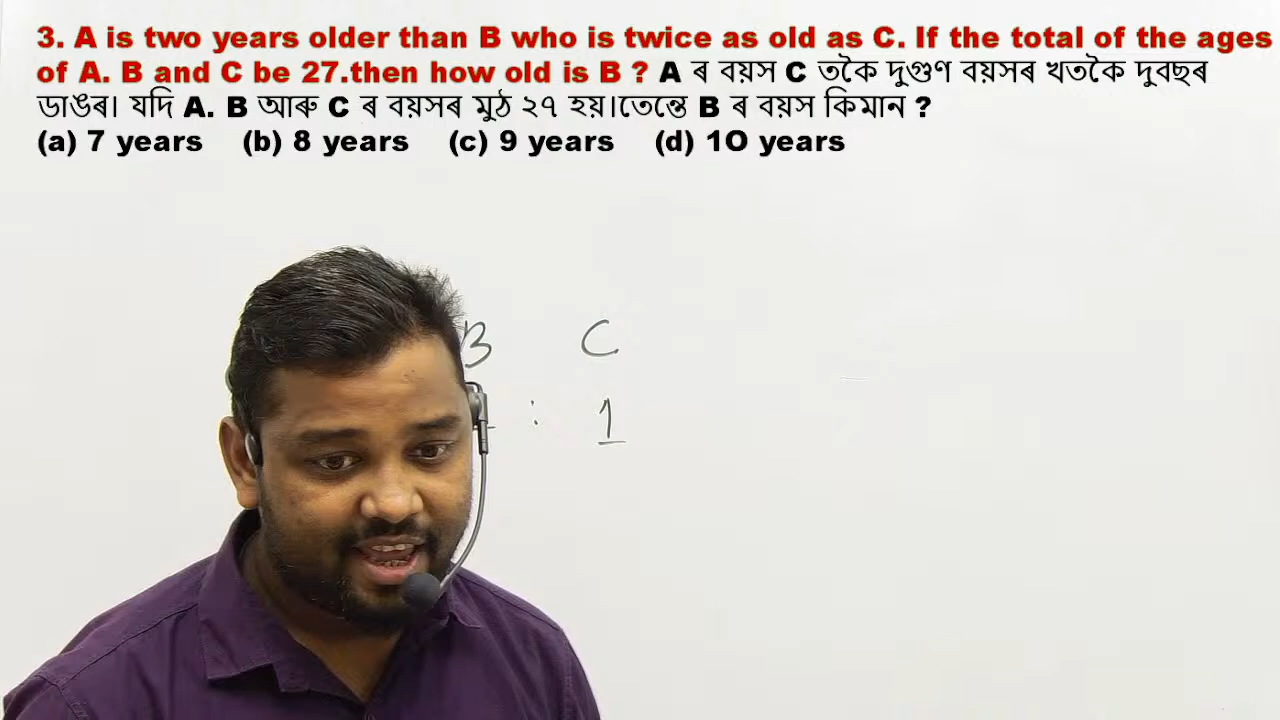 3. A is two years older than B who is twice as old as C. If the total of the ages
of A. B and C be 27.then how old is B ? A ৰ বয়স C তকৈ দুগুণ বয়সৰ খতকৈ দুবছৰ
ডাঙৰ। যদি A. B আৰু C ৰ বয়সৰ মুঠ ২৭ হয়।তেন্তে B ৰ বয়স কিমান ?
(a) 7 years (b) 8 years (c) 9 years (d) 1O years
B C
: 1